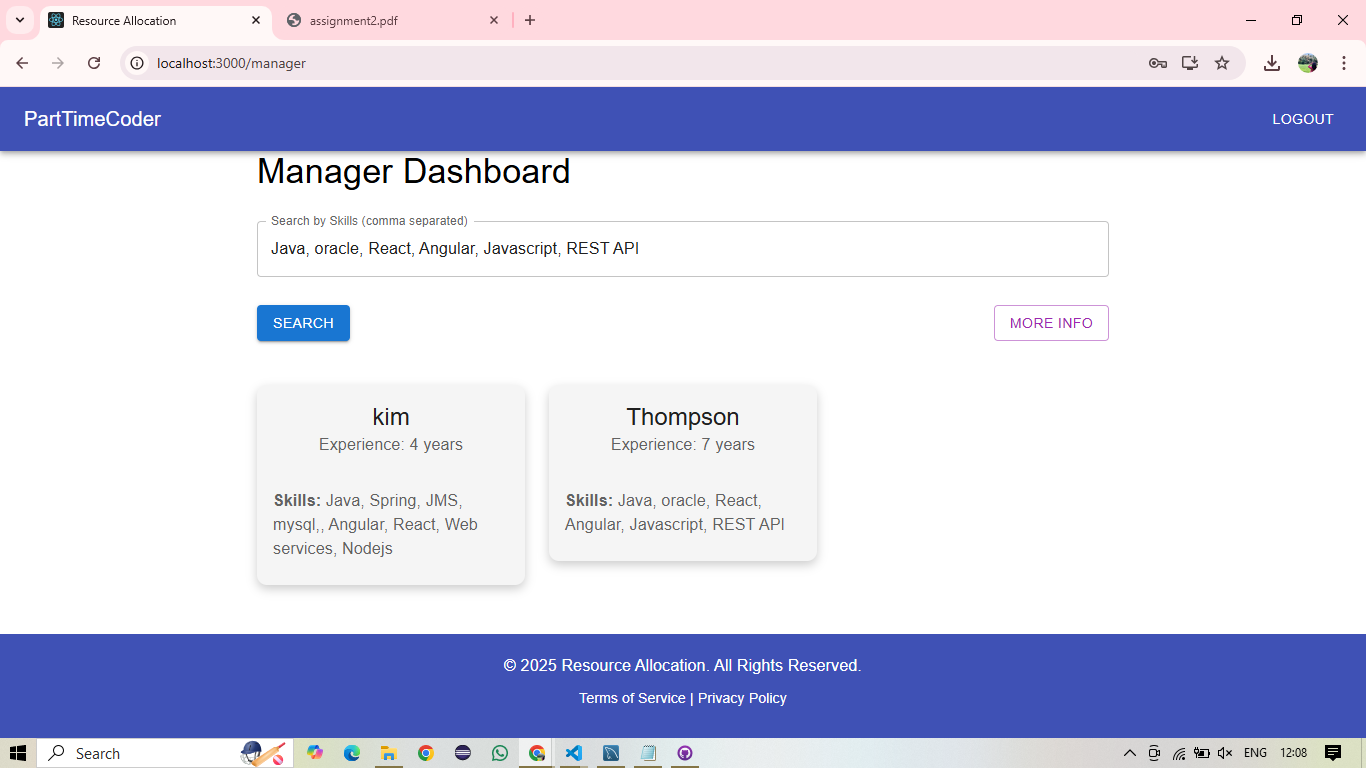 Resource Allocation
assignment2.pdf
localhost:3000/manager
PartTimeCoder
LOGOUT
Manager Dashboard
Search by Skills (comma separated)
Java, oracle, React, Angular, Javascript, REST API
SEARCH
MORE INFO
kim
Experience: 4 years
Skills: Java, Spring, JMS,
mysql,, Angular, React, Web
services, Nodejs
Thompson
Experience: 7 years
Skills: Java, oracle, React,
Angular, Javascript, REST API
© 2025 Resource Allocation. All Rights Reserved.
Terms of Service | Privacy Policy
Search
ENG
12:08